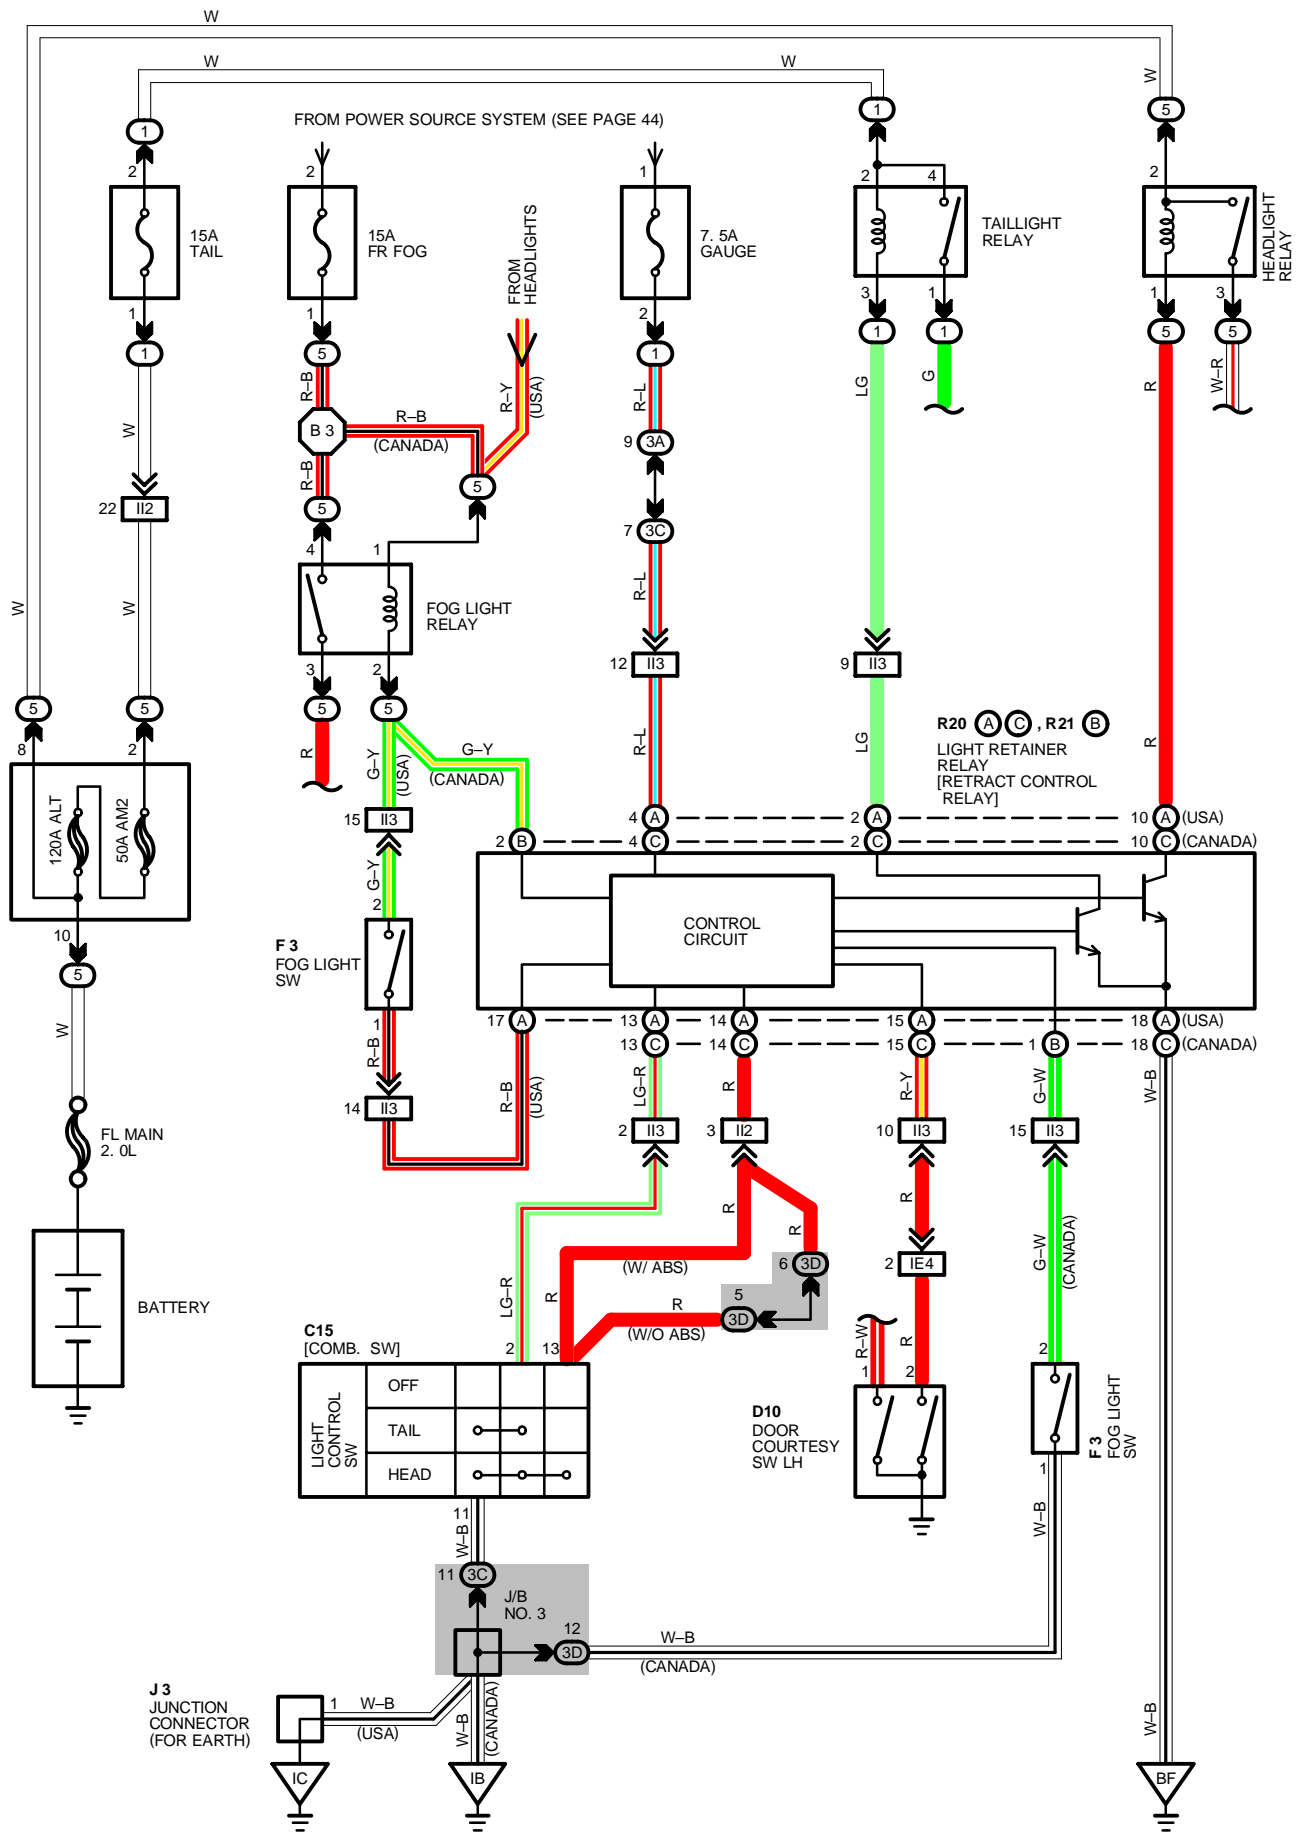 W
W
W
W
1
1
5
FROM POWER SOURCE SYSTEM (SEE PAGE 44)
2
2
1
2
4
2
15A
TAIL
15A
FR FOG
FROM
HEADLIGHTS
7. 5A
GAUGE
TAILLIGHT
RELAY
HEADLIGHT
RELAY
1
1
2
3
1
1
3
1
5
1
1
1
5
5
R–B
R–Y
(USA)
R–L
LG
G
R
W–R
W
B 3
R–B
(CANADA)
9
3A
R–B
5
5
22
II2
7
3C
4
1
R–L
FOG LIGHT
RELAY
W
W
3
2
12
II3
9
II3
5
5
5
5
R
G–Y
(USA)
G–Y
(CANADA)
R–L
LG
R
R20 A C , R21 B
LIGHT RETAINER
RELAY
[RETRACT CONTROL
RELAY]
8
2
120A ALT
50A AM2
15
II3
4
A
2
A
10
A
(USA)
2
B
4
C
2
C
10
C
(CANADA)
G–Y
2
CONTROL
CIRCUIT
10
5
F 3
FOG LIGHT
SW
1
17
A
13
A
14
A
15
A
18
A
(USA)
13
C
14
C
15
C
1
B
18
C
(CANADA)
W
R–B
R–B
(USA)
LG–R
R
R–Y
G–W
W–B
14
II3
2
II3
3
II2
10
II3
15
II3
FL MAIN
2. 0L
R
R
R
G–W
(CANADA)
(W/ ABS)
6
3D
2
IE4
BATTERY
LG–R
R
5
3D
R
(W/O ABS)
C15
[COMB. SW]
2
13
R–W
R
1
2
2
LIGHT
CONTROL
SW
OFF
TAIL
HEAD
D10
DOOR
COURTESY
SW LH
F 3
FOG LIGHT
SW
1
11
W–B
W–B
11
3C
J/B
NO. 3
12
3D
W–B
(CANADA)
J 3
JUNCTION
CONNECTOR
(FOR EARTH)
1
W–B
(USA)
W–B
(CANADA)
W–B
IC
IB
BF